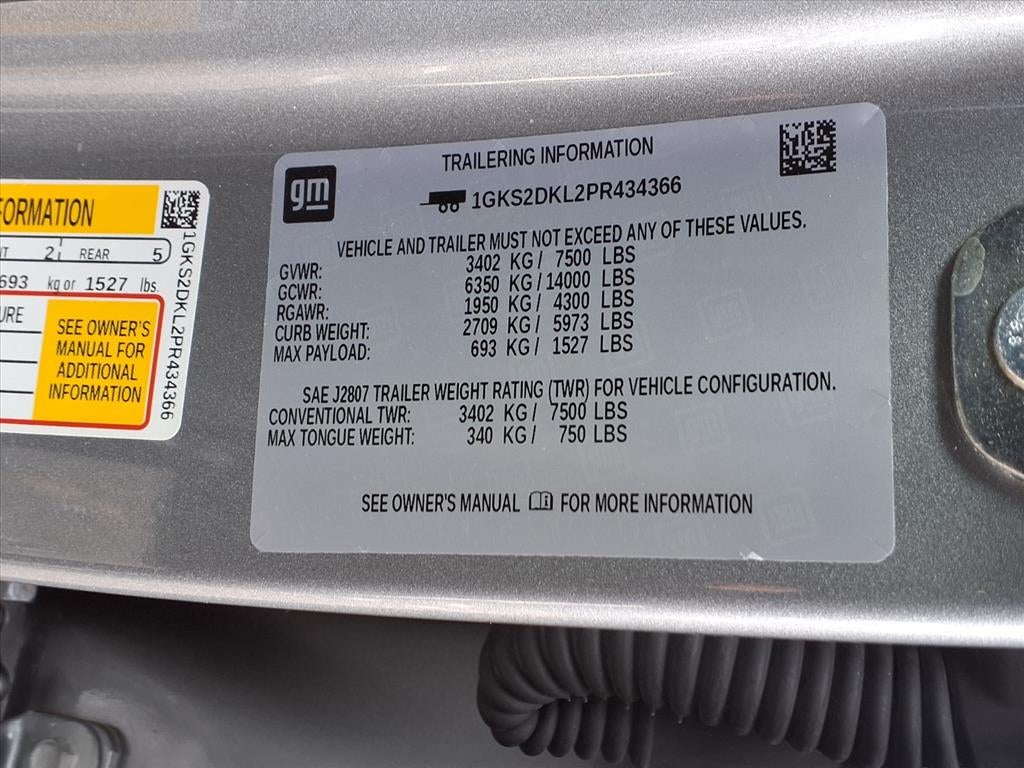 FORMATION
2 REAR 5
693 kg or 1527 lbs.
URE
SEE OWNER'S
MANUAL FOR
ADDITIONAL
INFORMATION
1GKS2DKL2PR434366
gm
TRAILERING INFORMATION
1GKS2DKL2PR434366
VEHICLE AND TRAILER MUST NOT EXCEED ANY OF THESE VALUES.
GVWR: 3402 KG / 7500 LBS
GCWR: 6350 KG / 14000 LBS
RGAWR: 1950 KG / 4300 LBS
CURB WEIGHT: 2709 KG / 5973 LBS
MAX PAYLOAD: 693 KG / 1527 LBS
SAE J2807 TRAILER WEIGHT RATING (TWR) FOR VEHICLE CONFIGURATION.
CONVENTIONAL TWR: 3402 KG / 7500 LBS
MAX TONGUE WEIGHT: 340 KG / 750 LBS
SEE OWNER'S MANUAL FOR MORE INFORMATION